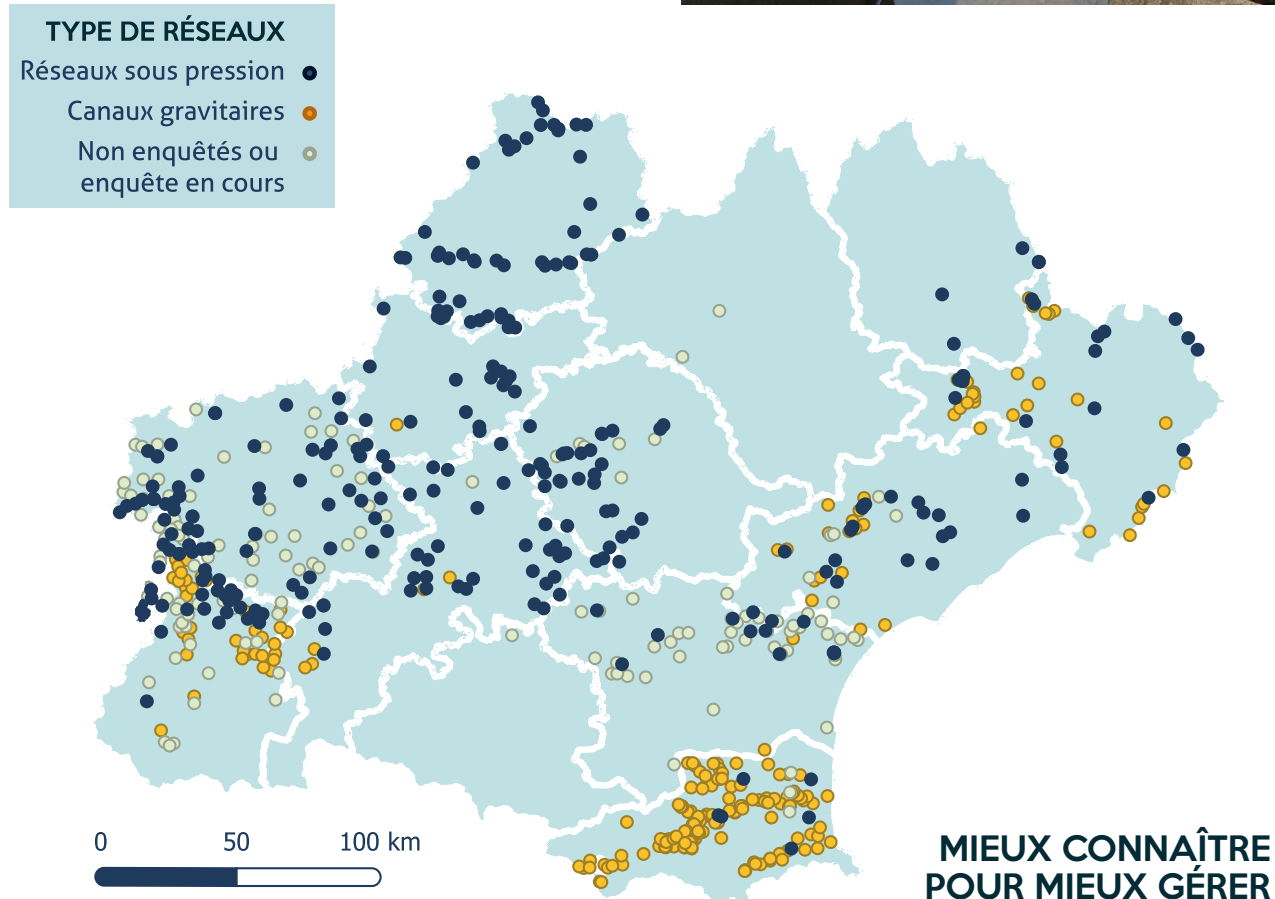 TYPE DE RÉSEAUX
Réseaux sous pression
Canaux gravitaires
Non enquêtés ou
enquête en cours
0 50 100 km
MIEUX CONNAÎTRE
POUR MIEUX GÉRER